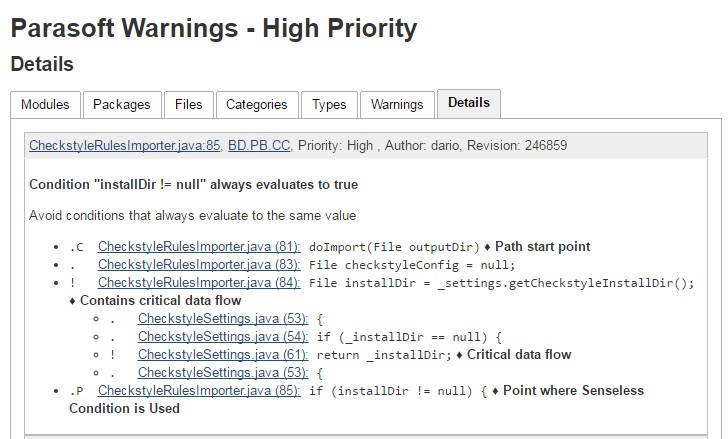 Parasoft Warnings - High Priority
Details
Modules Packages Files Categories Types Warnings Details
CheckstyleRulesImporter.java:85, BD.PB.CC, Priority: High , Author: dario, Revision: 246859
Condition "installDir != null" always evaluates to true
Avoid conditions that always evaluate to the same value
• .C CheckstyleRulesImporter.java (81): doImport(File outputDir) ♦ Path start point
• . CheckstyleRulesImporter.java (83): File checkstyleConfig = null;
• ! CheckstyleRulesImporter.java (84): File installDir = _settings.getCheckstyleInstallDir();
♦ Contains critical data flow
○ . CheckstyleSettings.java (53): {
○ . CheckstyleSettings.java (54): if (_installDir == null) {
○ ! CheckstyleSettings.java (61): return _installDir; ♦ Critical data flow
○ . CheckstyleSettings.java (53): {
• .P CheckstyleRulesImporter.java (85): if (installDir != null) { ♦ Point where Senseless
Condition is Used